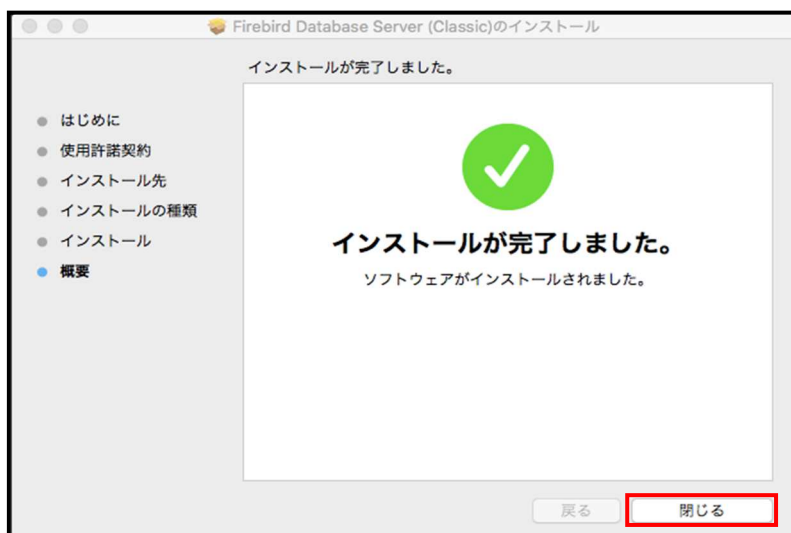 Firebird Database Server (Classic)のインストール
インストールが完了しました。
はじめに
使用許諾契約
インストール先
インストールの種類
インストール
概要
インストールが完了しました。
ソフトウェアがインストールされました。
戻る
閉じる